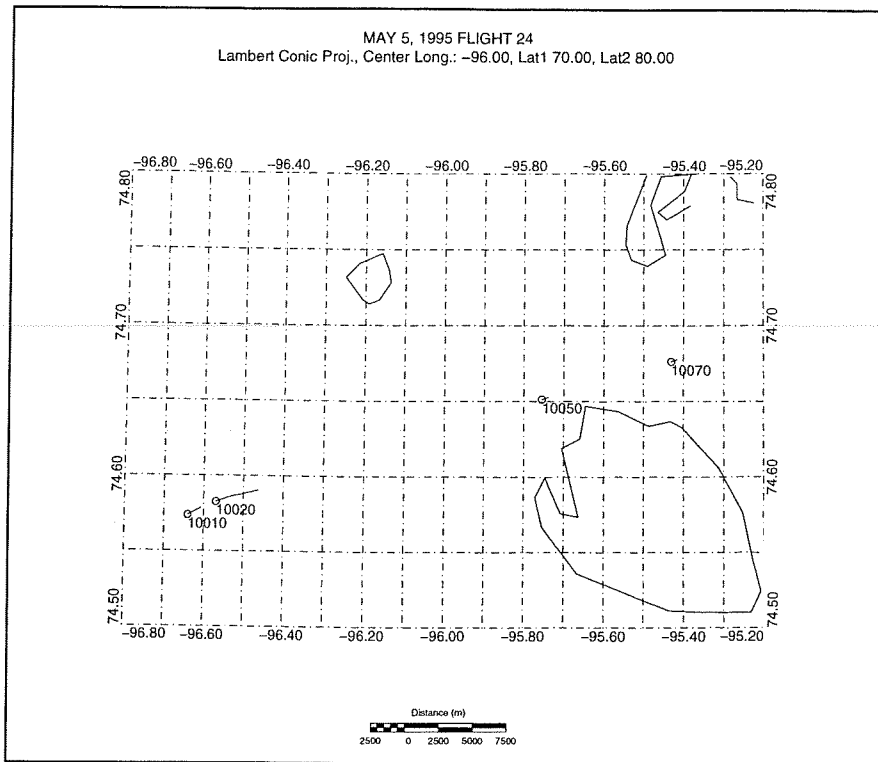 MAY 5, 1995 FLIGHT 24
Lambert Conic Proj., Center Long.: −96.00, Lat1 70.00, Lat2 80.00
−96.80 −96.60 −96.40 −96.20 −96.00 −95.80 −95.60 −95.40 −95.20
74.80 74.80
74.70 74.70
10070
10050
74.60 74.60
10020
10010
74.50 74.50
−96.80 −96.60 −96.40 −96.20 −96.00 −95.80 −95.60 −95.40 −95.20
Distance (m)
2500 0 2500 5000 7500